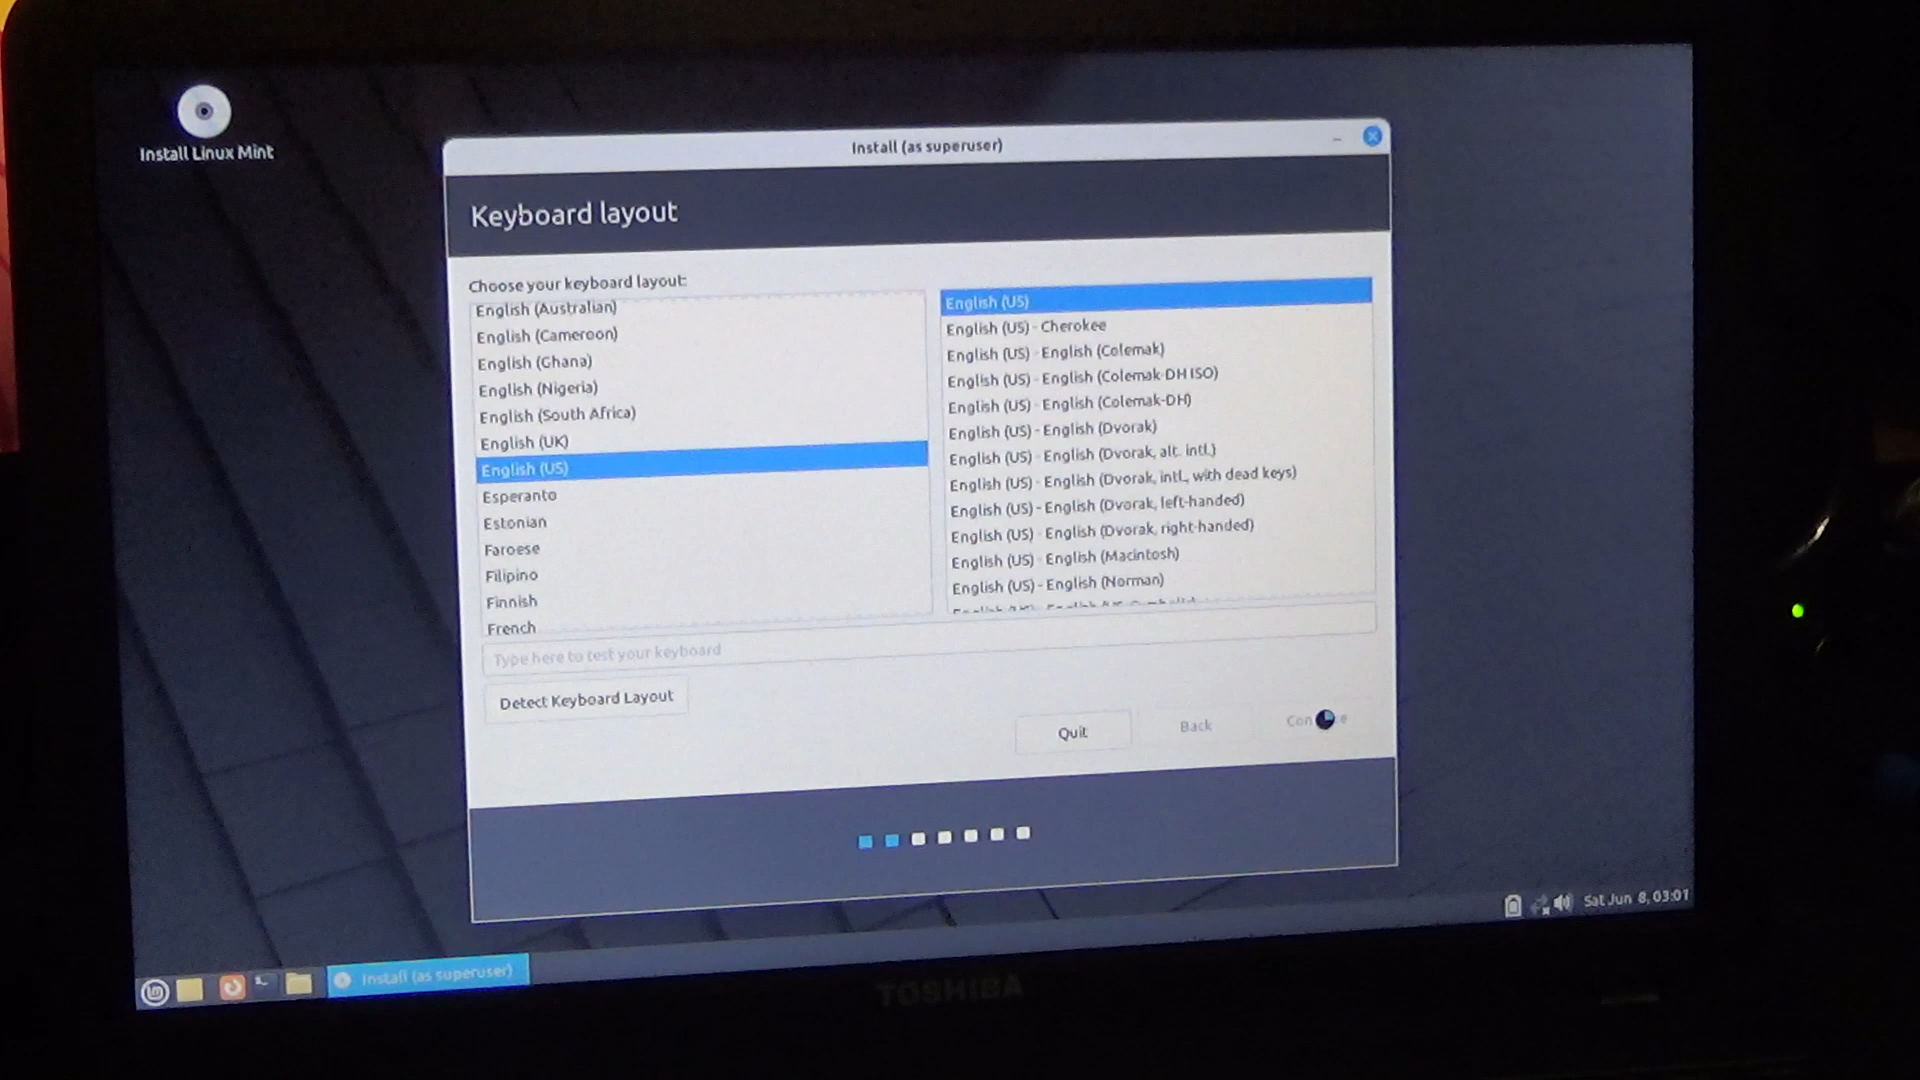 Install Linux Mint
Install (as superuser)
Keyboard layout
Choose your keyboard layout:
English (Australian)
English (Cameroon)
English (Ghana)
English (Nigeria)
English (South Africa)
English (UK)
English (US)
Esperanto
Estonian
Faroese
Filipino
Finnish
French
English (US)
English (US) - Cherokee
English (US) - English (Colemak)
English (US) - English (Colemak-DH ISO)
English (US) - English (Colemak-DH)
English (US) - English (Dvorak)
English (US) - English (Dvorak, alt. intl.)
English (US) - English (Dvorak, intl., with dead keys)
English (US) - English (Dvorak, left-handed)
English (US) - English (Dvorak, right-handed)
English (US) - English (Macintosh)
English (US) - English (Norman)
Type here to test your keyboard
Detect Keyboard Layout
Quit
Back
Sat Jun 8, 03:01
Install (as superuser)
TOSHIBA